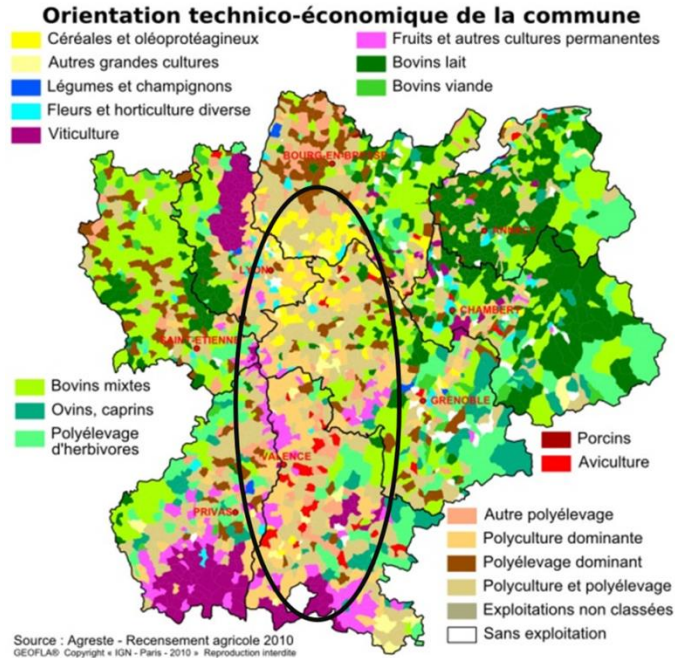 Orientation technico-économique de la commune
Céréales et oléoprotéagineux
Autres grandes cultures
Légumes et champignons
Fleurs et horticulture diverse
Viticulture
Fruits et autres cultures permanentes
Bovins lait
Bovins viande
BOURG-EN-BRESSE
ANNECY
LYON
CHAMBERY
SAINT-ETIENNE
GRENOBLE
VALENCE
PRIVAS
Bovins mixtes
Ovins, caprins
Polyélevage
d'herbivores
Porcins
Aviculture
Autre polyélevage
Polyculture dominante
Polyélevage dominant
Polyculture et polyélevage
Exploitations non classées
Sans exploitation
Source : Agreste - Recensement agricole 2010
GEOFLA® Copyright « IGN - Paris - 2010 » Reproduction interdite